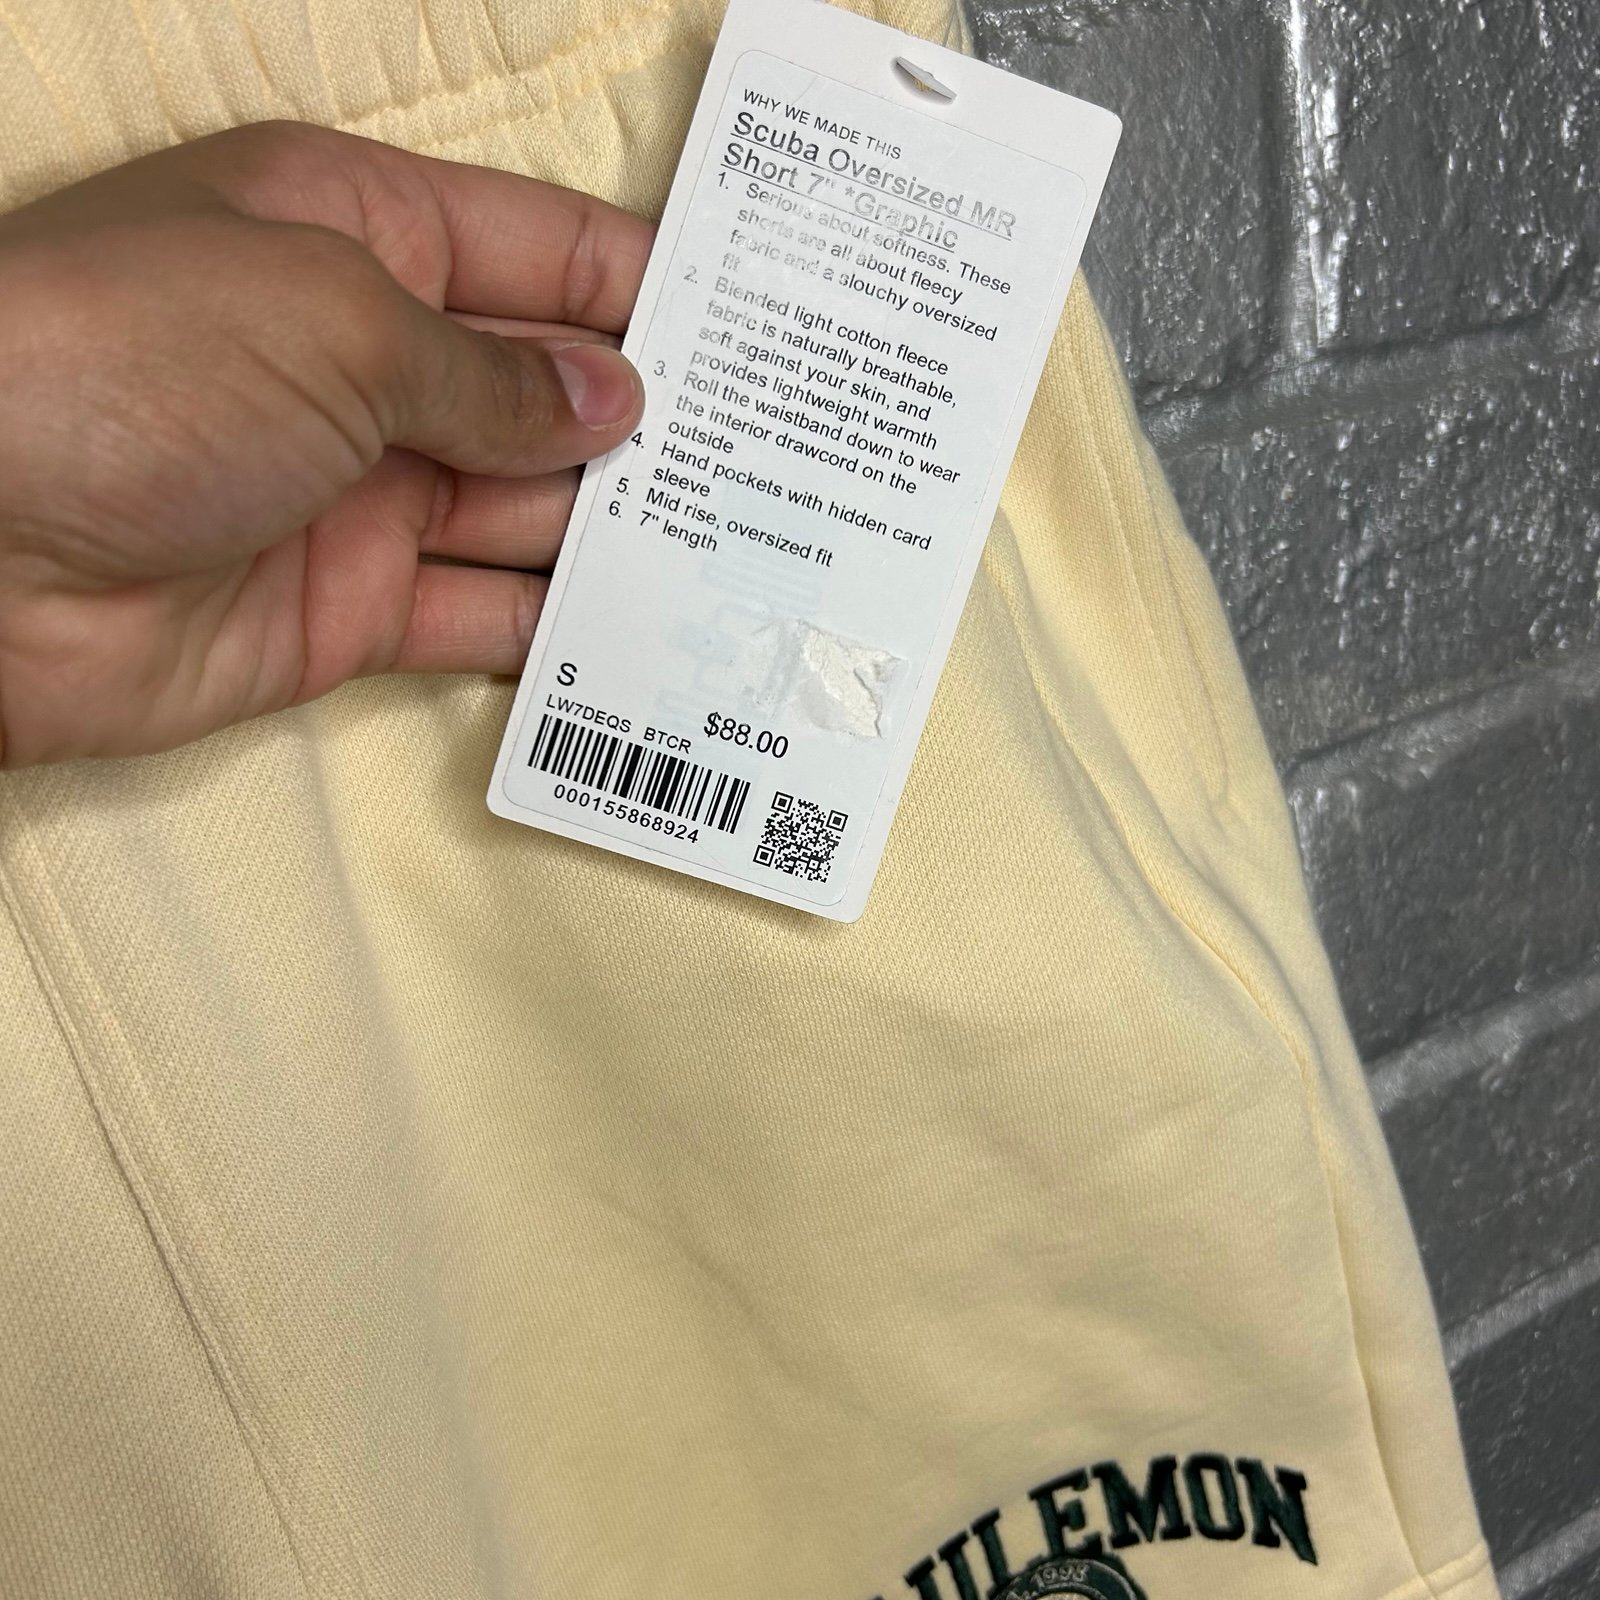 WHY WE MADE THIS
Scuba Oversized MR
Short 7" *Graphic
1. Serious about softness. These
shorts are all about fleecy
fabric and a slouchy oversized
fit
2. Blended light cotton fleece
fabric is naturally breathable,
soft against your skin, and
provides lightweight warmth
3. Roll the waistband down to wear
the interior drawcord on the
outside
4. Hand pockets with hidden card
sleeve
5. Mid rise, oversized fit
6. 7" length
S
LW7DEQS BTCR $88.00
000155868924
LULEMON
1998